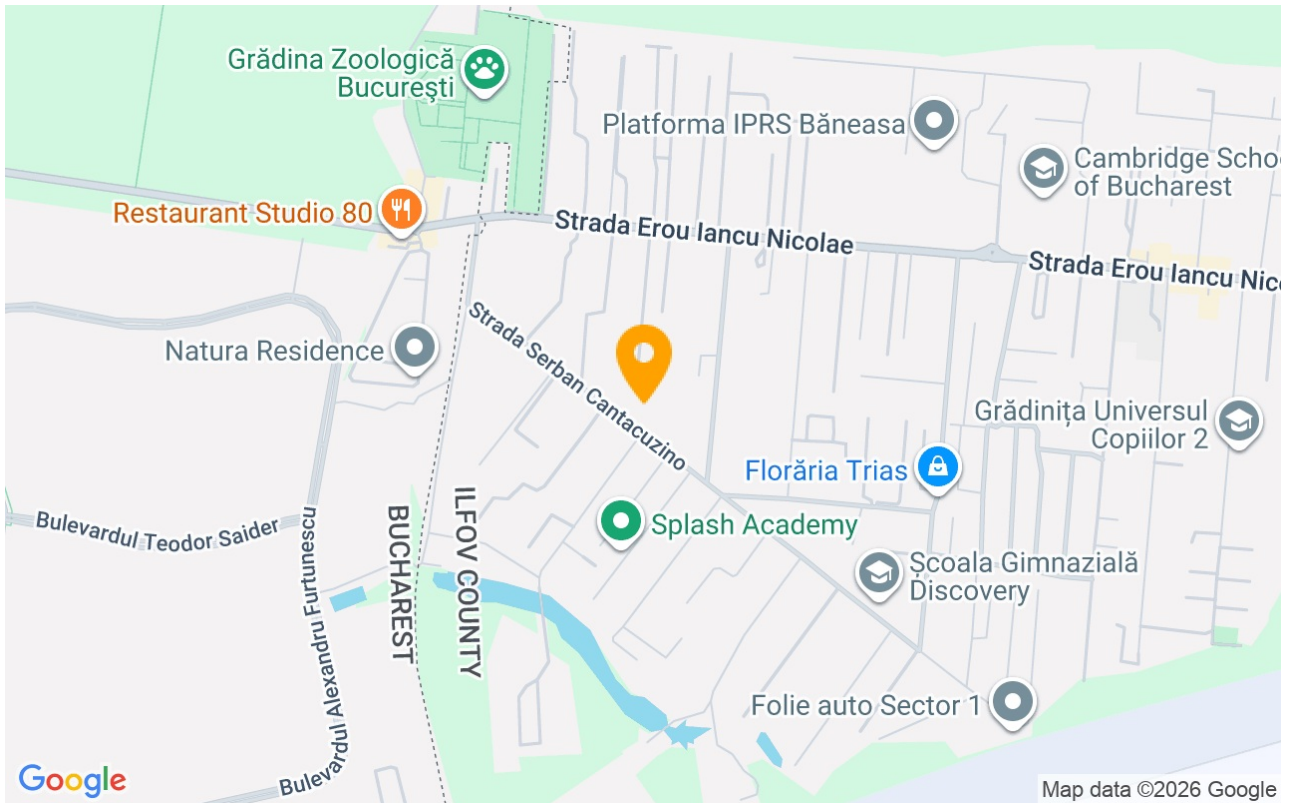 Grădina Zoologică
București
Platforma IPRS Băneasa
Cambridge Scho
of Bucharest
Restaurant Studio 80
Strada Erou Iancu Nicolae
Strada Erou Iancu Nic
Strada Serban Cantacuzino
Natura Residence
Grădinița Universul
Copiilor 2
Florăria Trias
Bulevardul Teodor Saider
BUCHAREST
ILFOV COUNTY
Splash Academy
Școala Gimnazială
Discovery
Bulevardul Alexandru Furtunescu
Folie auto Sector 1
Google
Map data ©2026 Google